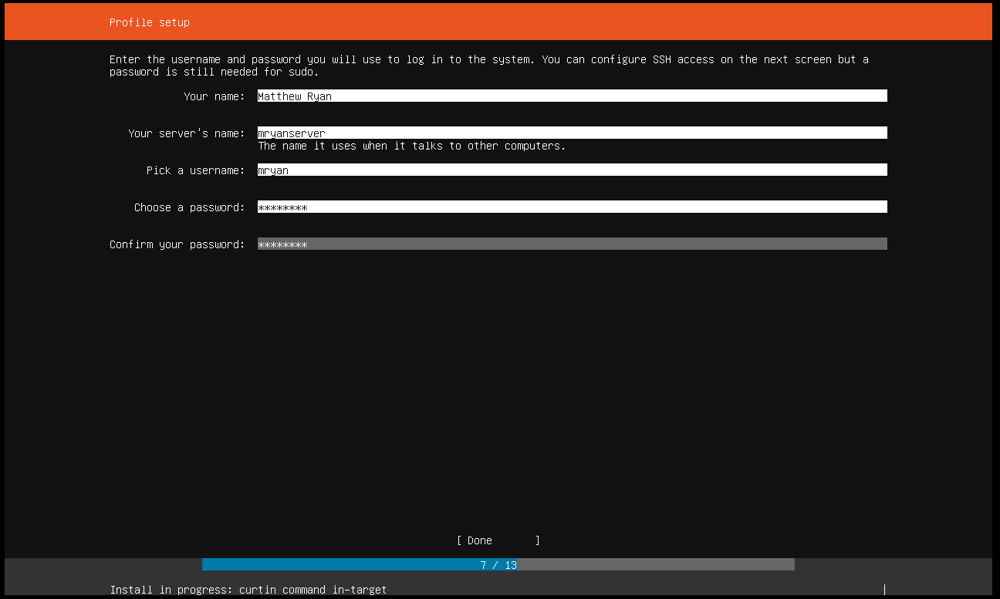 Profile setup
Enter the username and password you will use to log in to the system. You can configure SSH access on the next screen but a
password is still needed for sudo.
Your name: Matthew Ryan
Your server's name: mryanserver
The name it uses when it talks to other computers.
Pick a username: mryan
Choose a password: ********
Confirm your password: ********
[ Done ]
7 / 13
Install in progress: curtin command in-target |